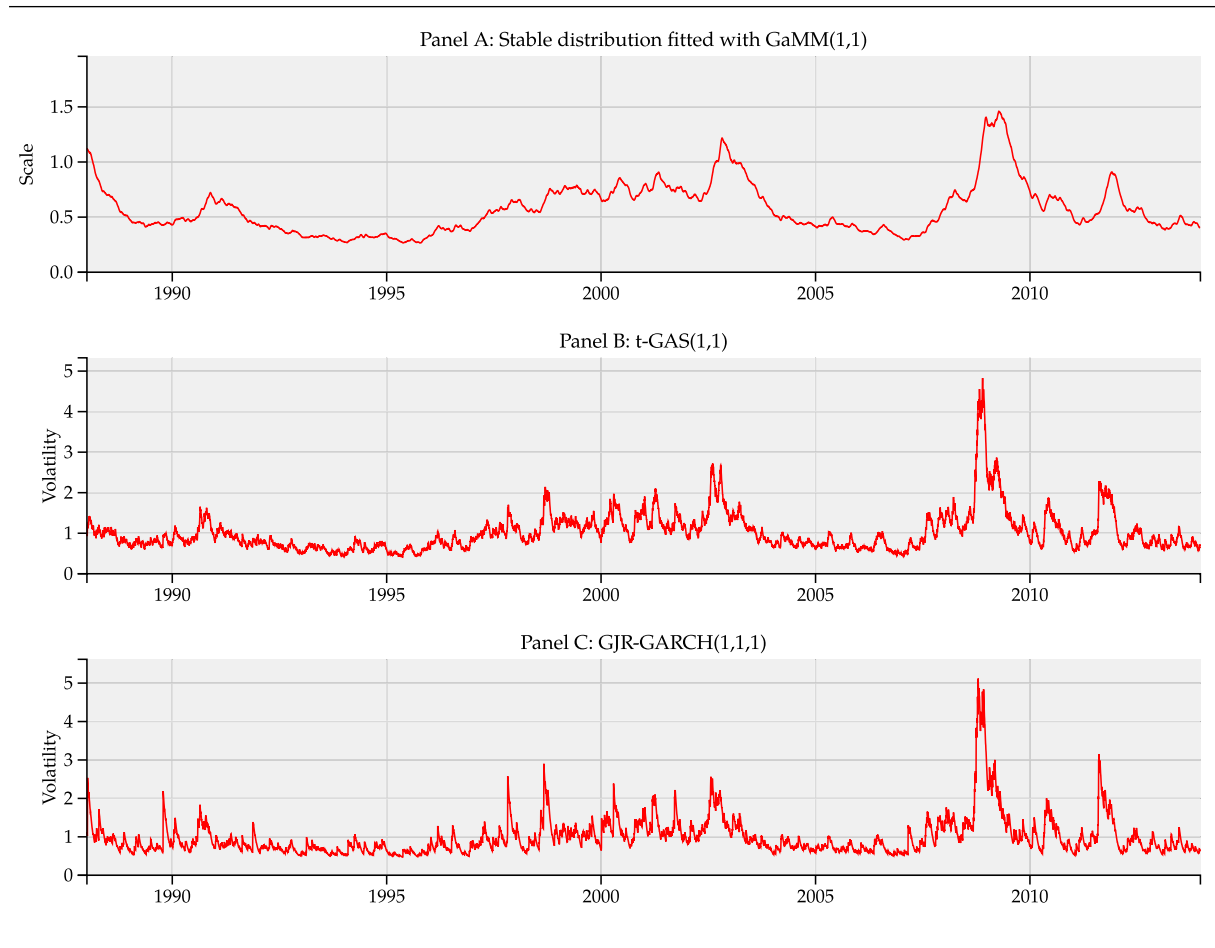 Panel A: Stable distribution fitted with GaMM(1,1)
Scale
1.5
1.0
0.5
0.0
1990 1995 2000 2005 2010
Panel B: t-GAS(1,1)
Volatility
5
4
3
2
1
0
1990 1995 2000 2005 2010
Panel C: GJR-GARCH(1,1,1)
Volatility
5
4
3
2
1
0
1990 1995 2000 2005 2010